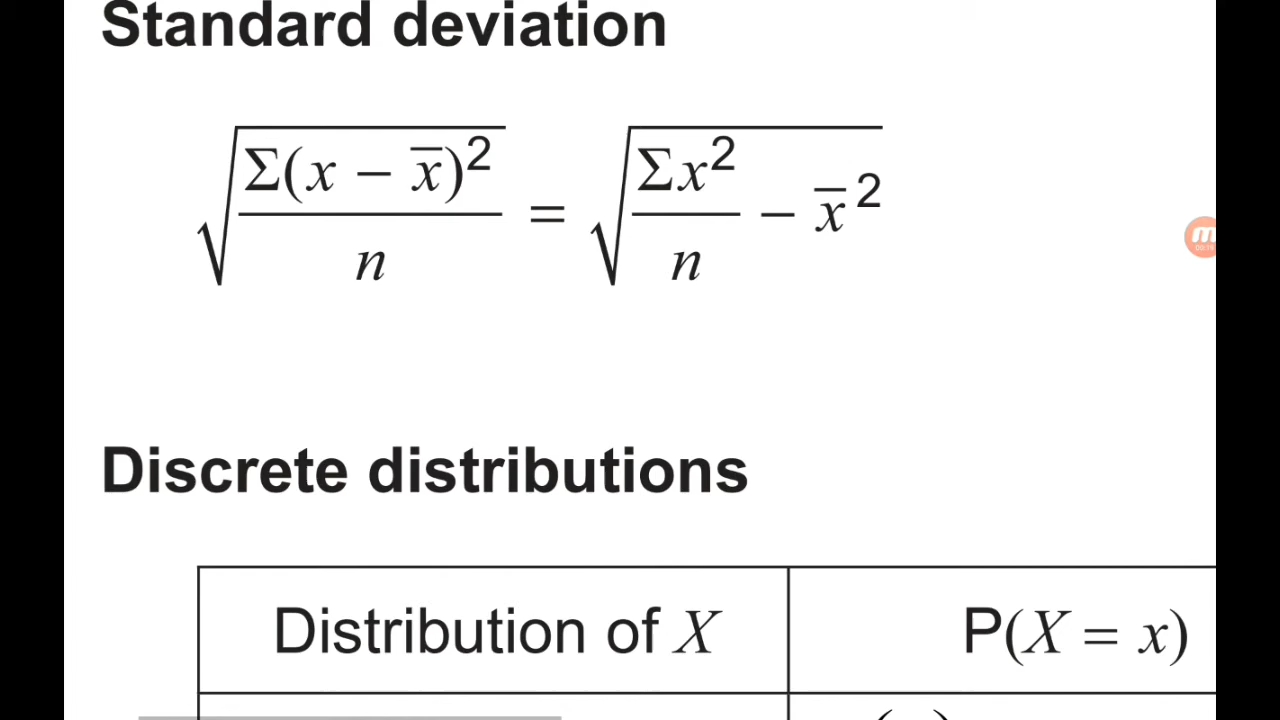 Standard deviation
√(Σ(x − x̄)²/n) = √(Σx²/n − x̄²)
Discrete distributions
Distribution of X P(X = x)